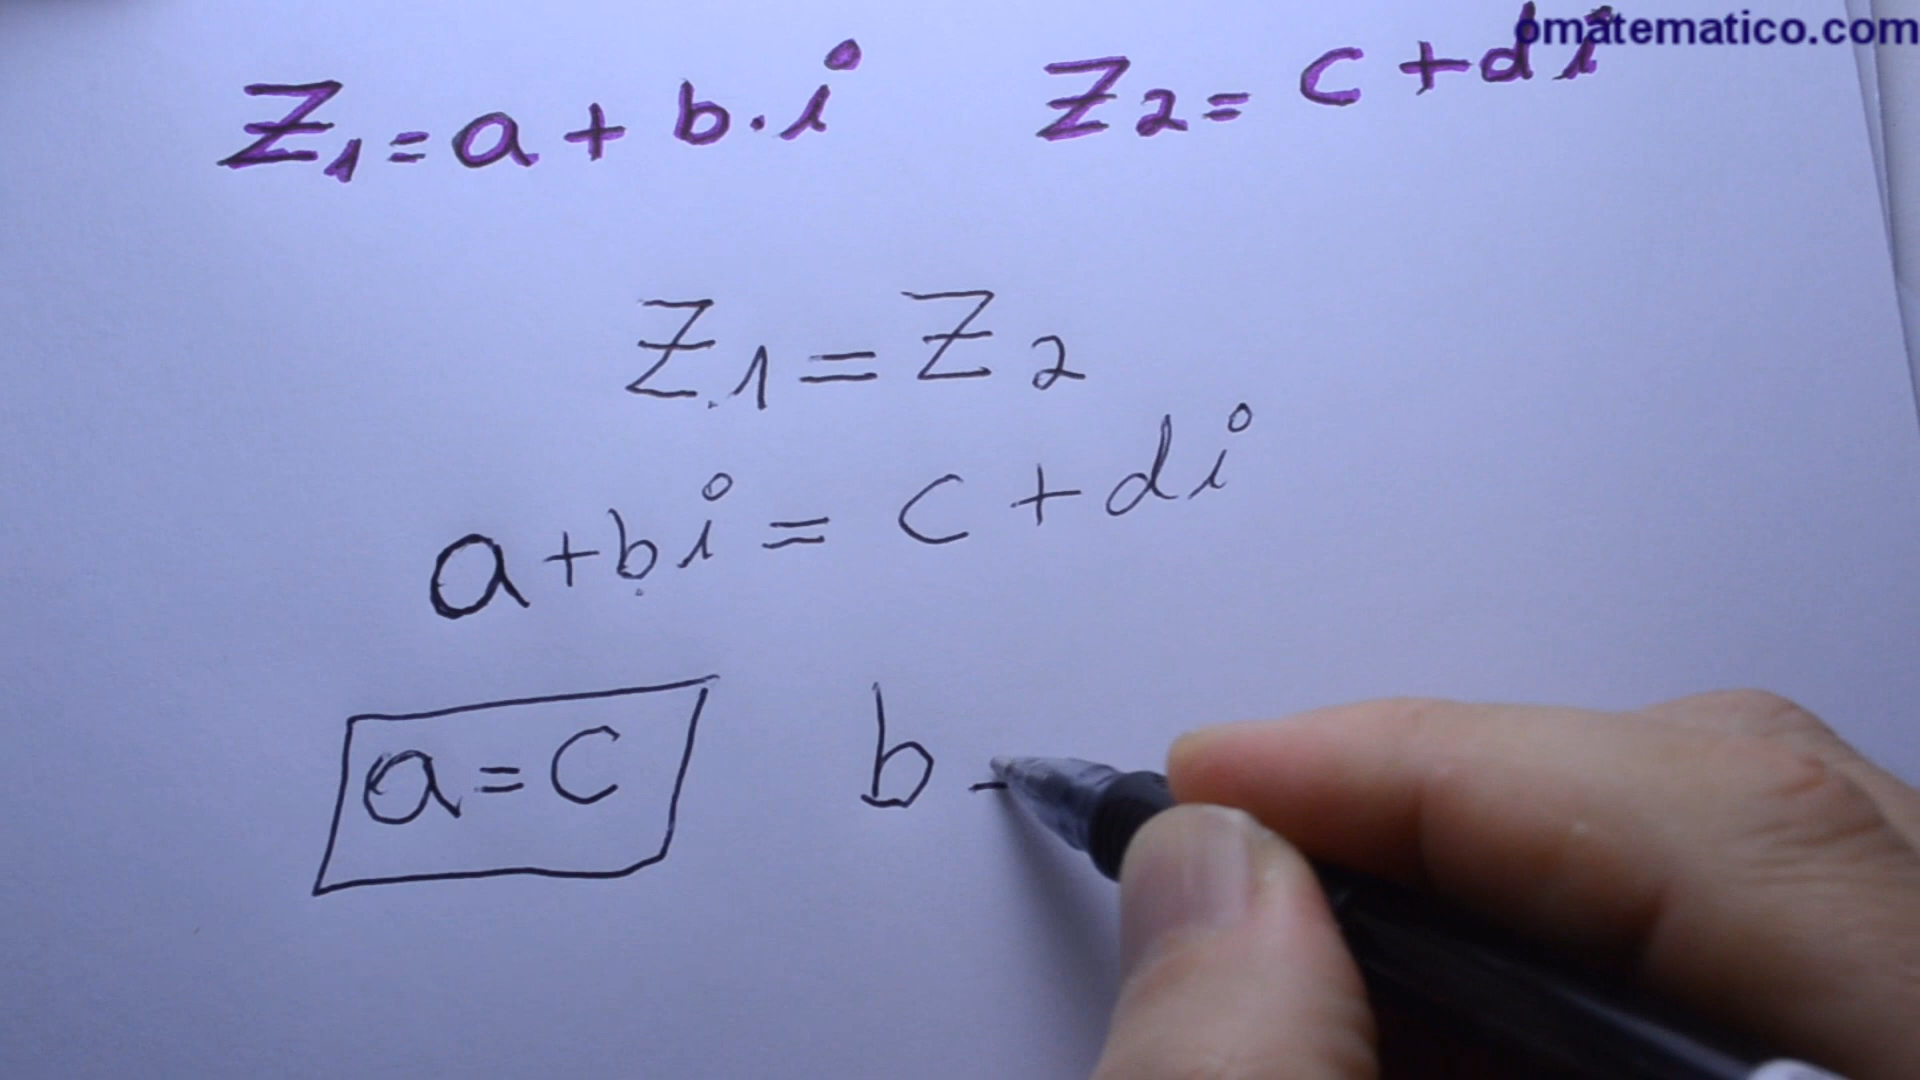 omatematico.com
Z1 = a + b.i Z2 = c + di
Z1 = Z2
a + bi = c + di
a = c b -